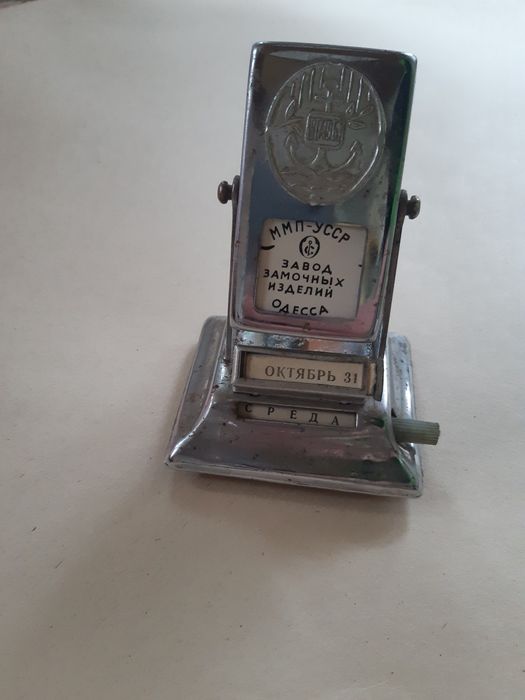 ММП-УССР
ЗАВОД
ЗАМОЧНЫХ
ИЗДЕЛИЙ
ОДЕССА
ОКТЯБРЬ 31
СРЕДА